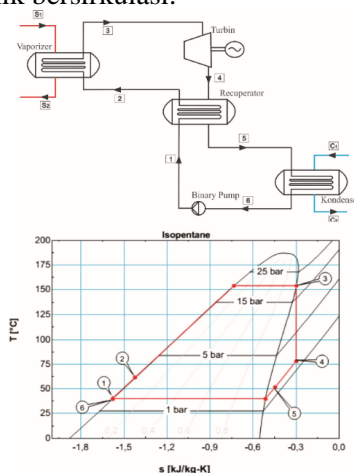 nik bersirkulasi.
S1
3
Turbin
Vaporizer
4
Recuperator
S2
2
5
1
C1
Binary Pump
6
Kondense
Isopentane
T [°C]
200
175
150
125
100
75
50
25
0
25 bar
15 bar
5 bar
1 bar
1
2
3
4
5
6
0,2 0,4 0,6 0,8
-1,8 -1,5 -1,2 -0,9 -0,6 -0,3 0,0
s [kJ/kg-K]